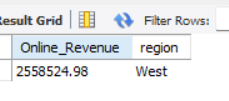 Result Grid Filter Rows:
Online_Revenue region
2558524.98 West